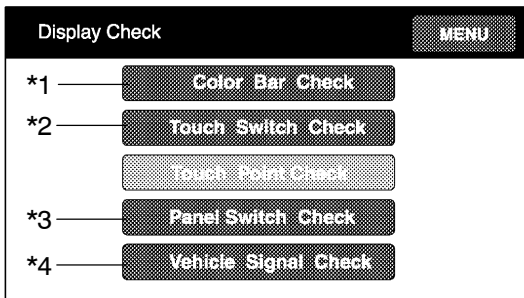 Display Check MENU
*1 Color Bar Check
*2 Touch Switch Check
Touch Point Check
*3 Panel Switch Check
*4 Vehicle Signal Check